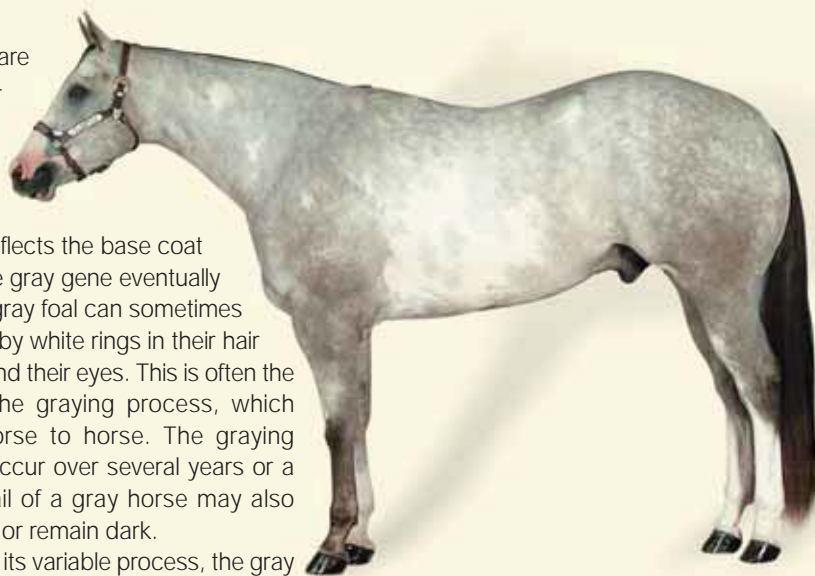 are
flects the base coat
e gray gene eventually
gray foal can sometimes
by white rings in their hair
nd their eyes. This is often the
he graying process, which
orse to horse. The graying
ccur over several years or a
ail of a gray horse may also
or remain dark.
its variable process, the gray